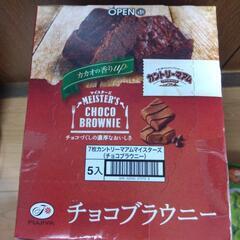 OPEN
カカオの香りup
カントリーマアム
マイスターズ
MEISTER'S
CHOCO
BROWNIE
チョコづくしの濃厚なおいしさ
7枚カントリーマアムマイスターズ
(チョコブラウニー)
5入
FUJIYA
チョコブラウニー